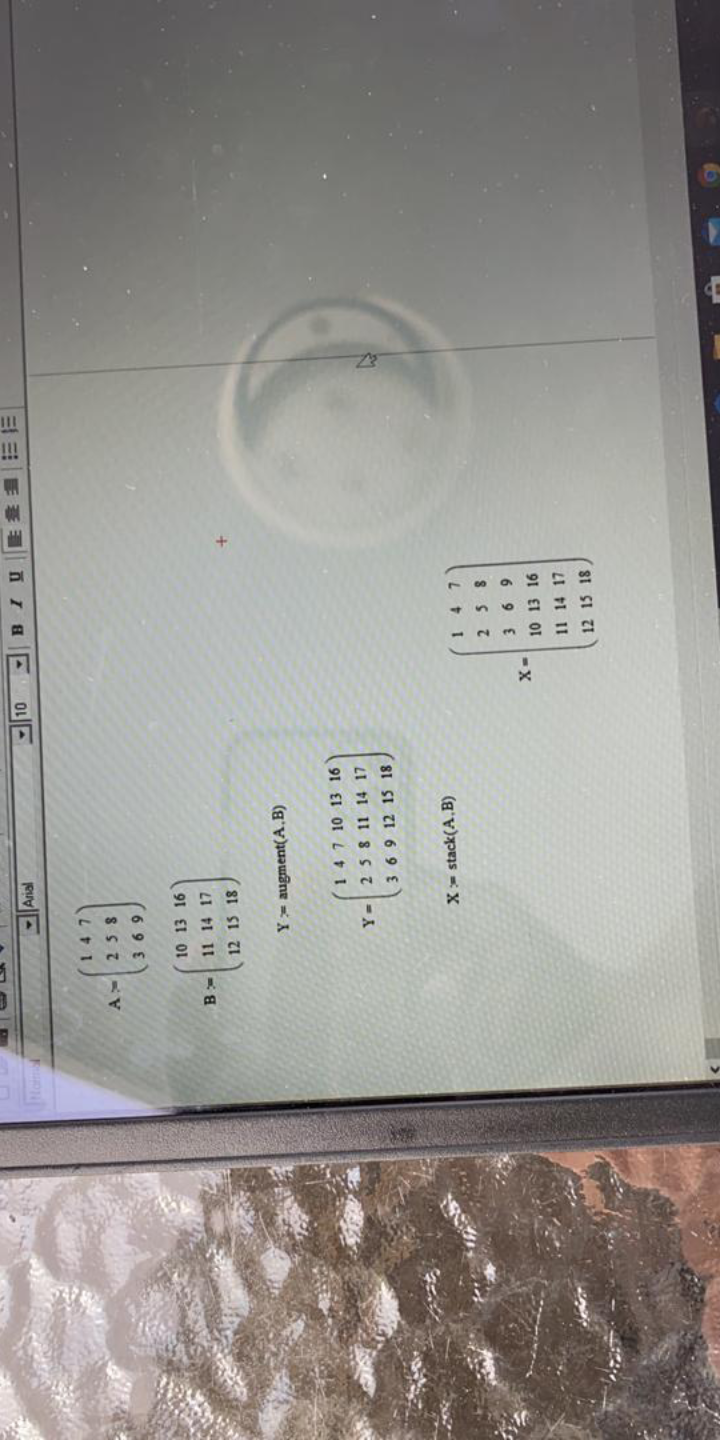 Normal Arial 10 B I U
A := ( 1 4 7
2 5 8
3 6 9 )
B := ( 10 13 16
11 14 17
12 15 18 )
Y := augment(A,B)
Y = ( 1 4 7 10 13 16
2 5 8 11 14 17
3 6 9 12 15 18 )
X := stack(A,B)
X = ( 1 4 7
2 5 8
3 6 9
10 13 16
11 14 17
12 15 18 )